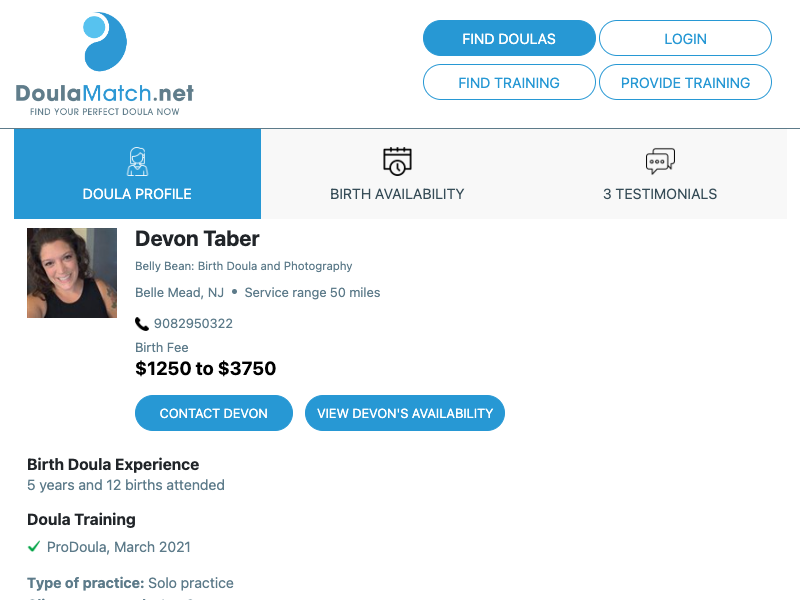 DoulaMatch.net
FIND YOUR PERFECT DOULA NOW
FIND DOULAS
LOGIN
FIND TRAINING
PROVIDE TRAINING
DOULA PROFILE
BIRTH AVAILABILITY
3 TESTIMONIALS
Devon Taber
Belly Bean: Birth Doula and Photography
Belle Mead, NJ • Service range 50 miles
9082950322
Birth Fee
$1250 to $3750
CONTACT DEVON
VIEW DEVON'S AVAILABILITY
Birth Doula Experience
5 years and 12 births attended
Doula Training
ProDoula, March 2021
Type of practice: Solo practice